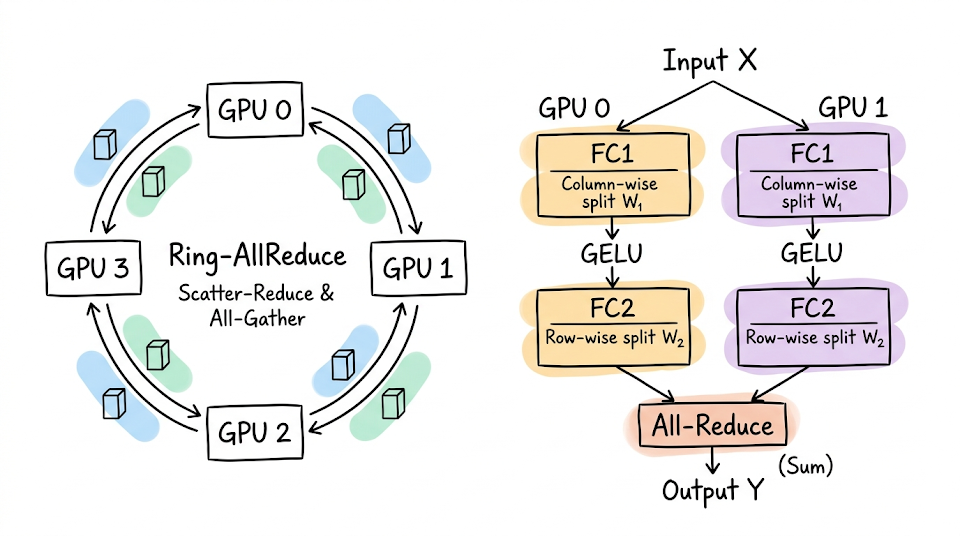 GPU 0
GPU 3
Ring-AllReduce
Scatter-Reduce &
All-Gather
GPU 1
GPU 2
Input X
GPU 0
GPU 1
FC1
Column-wise
split W₁
FC1
Column-wise
split W₁
GELU
GELU
FC2
Row-wise split W₂
FC2
Row-wise split W₂
All-Reduce
(Sum)
Output Y